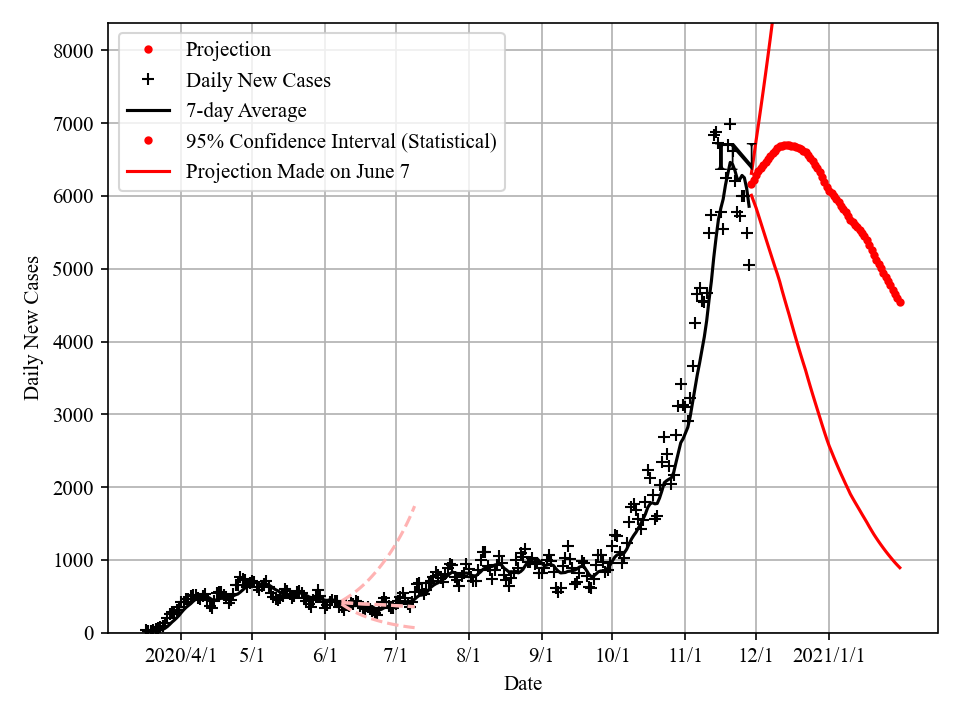 Projection
Daily New Cases
7-day Average
95% Confidence Interval (Statistical)
Projection Made on June 7
8000
7000
6000
5000
4000
3000
2000
1000
0
Daily New Cases
2020/4/1 5/1 6/1 7/1 8/1 9/1 10/1 11/1 12/1 2021/1/1
Date